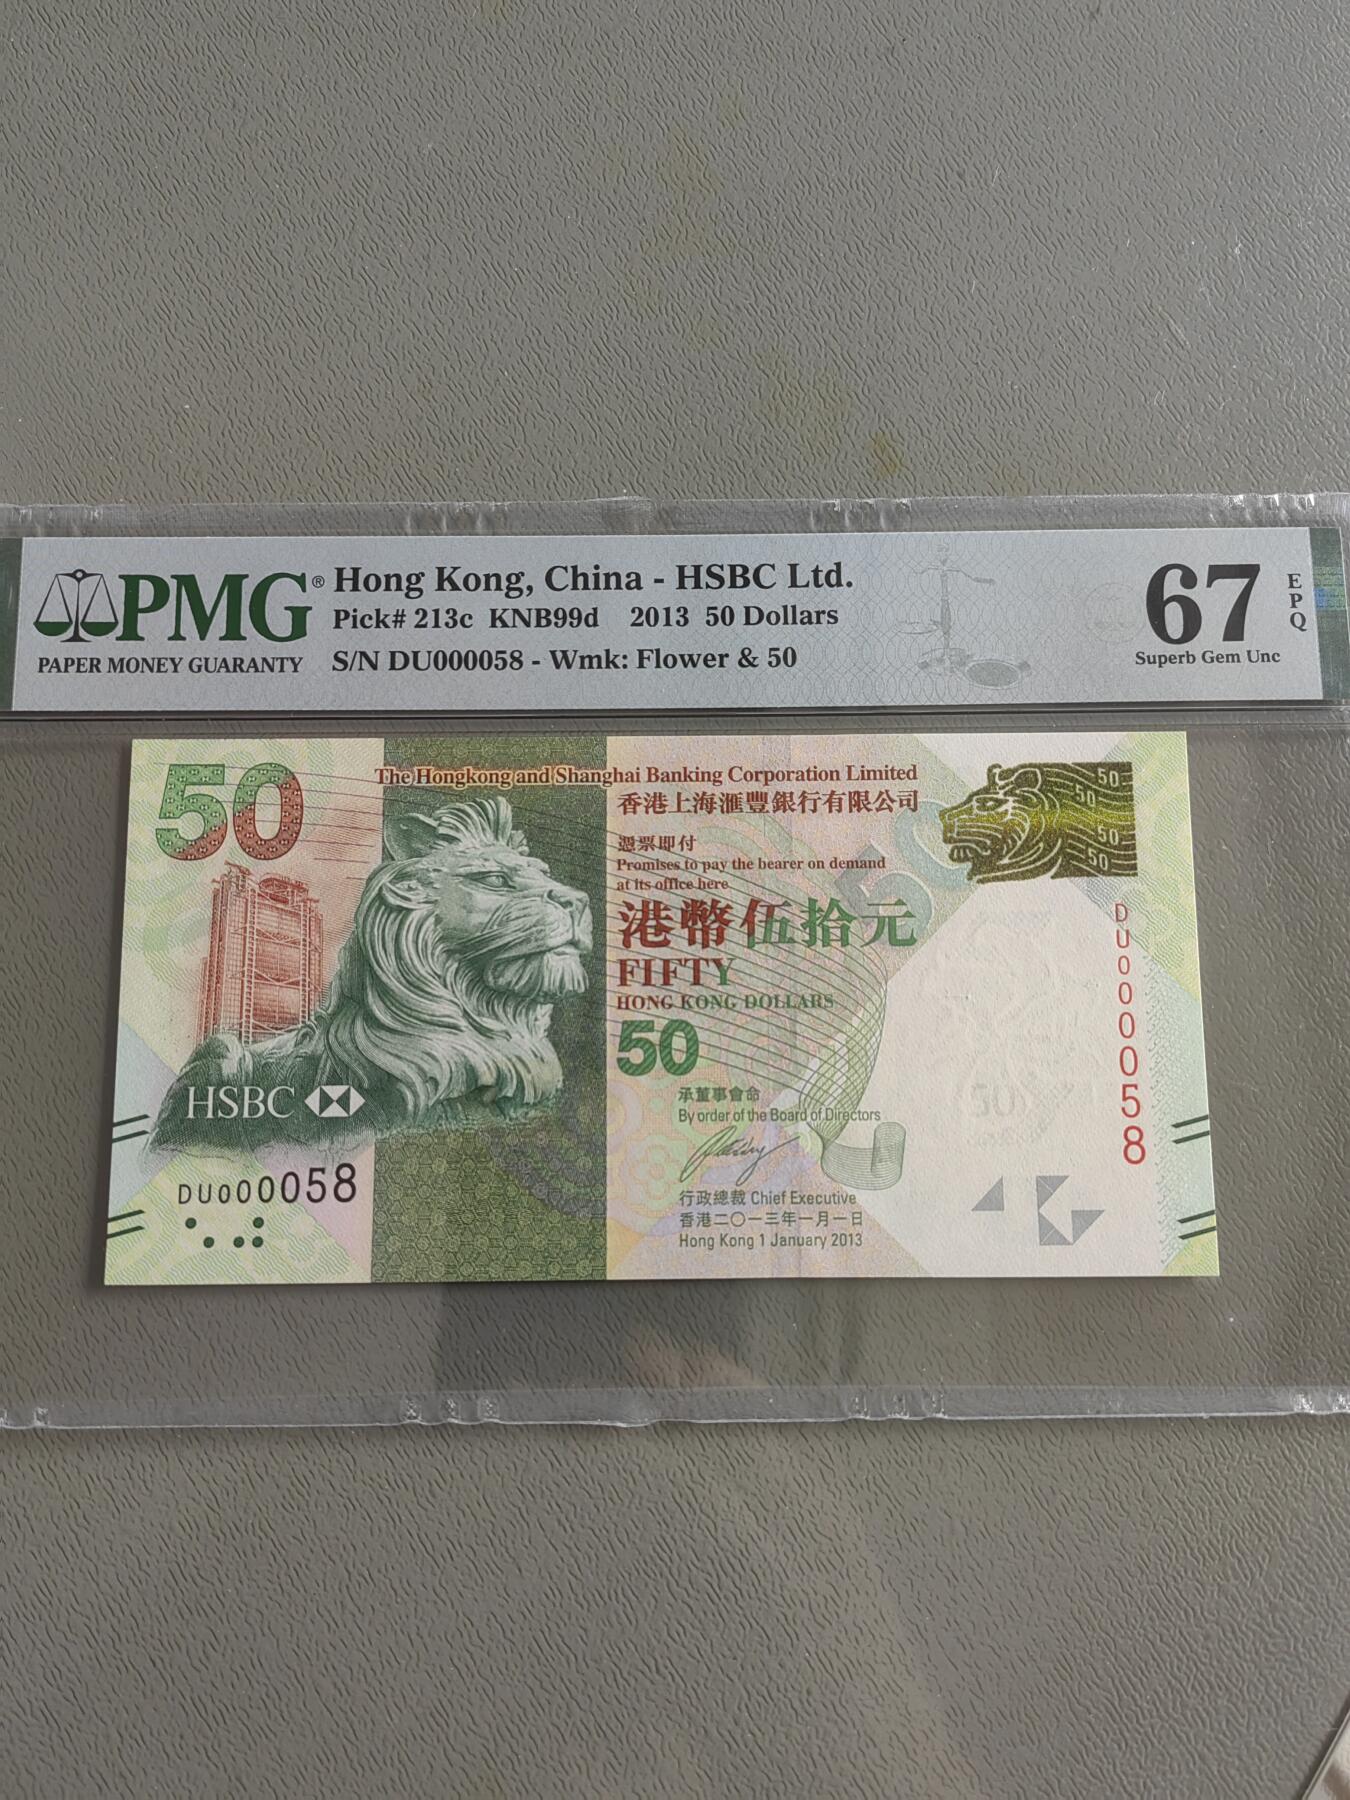 PMG®
PAPER MONEY GUARANTY
Hong Kong, China - HSBC Ltd.
Pick# 213c KNB99d 2013 50 Dollars
S/N DU000058 - Wmk: Flower & 50
67
EPQ
Superb Gem Unc
50
The Hongkong and Shanghai Banking Corporation Limited
香港上海滙豐銀行有限公司
憑票即付
Promises to pay the bearer on demand
at its office here
港幣伍拾元
FIFTY
HONG KONG DOLLARS
50
承董事會命
By order of the Board of Directors
行政總裁 Chief Executive
香港二〇一三年一月一日
Hong Kong 1 January 2013
HSBC
DU000058
50
50
50
50
50
DU000058
50